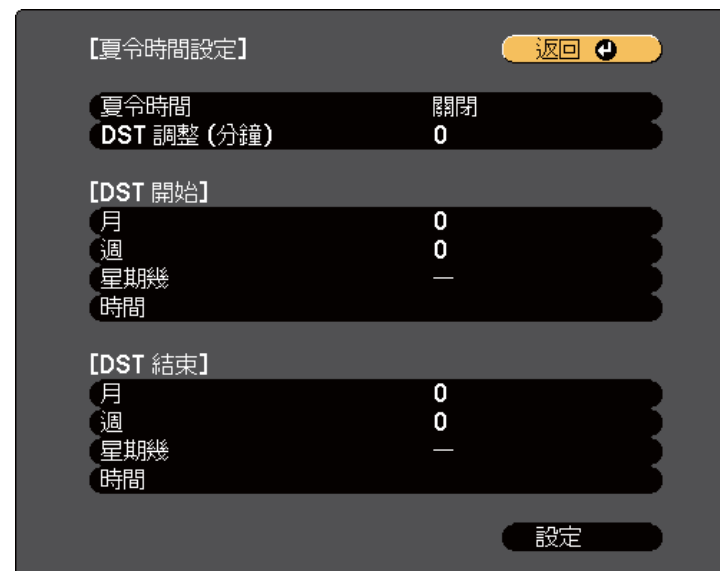 [夏令時間設定] 返回
夏令時間 關閉
DST 調整 (分鐘) 0
[DST 開始]
月 0
週 0
星期幾 —
時間
[DST 結束]
月 0
週 0
星期幾 —
時間
設定